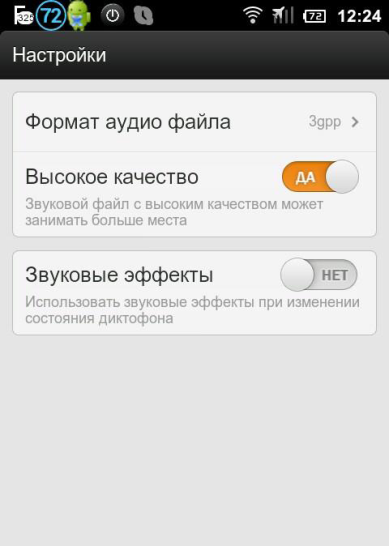 325 72 72 12:24
Настройки
Формат аудио файла 3gpp
Высокое качество ДА
Звуковой файл с высоким качеством может
занимать больше места
Звуковые эффекты НЕТ
Использовать звуковые эффекты при изменении
состояния диктофона